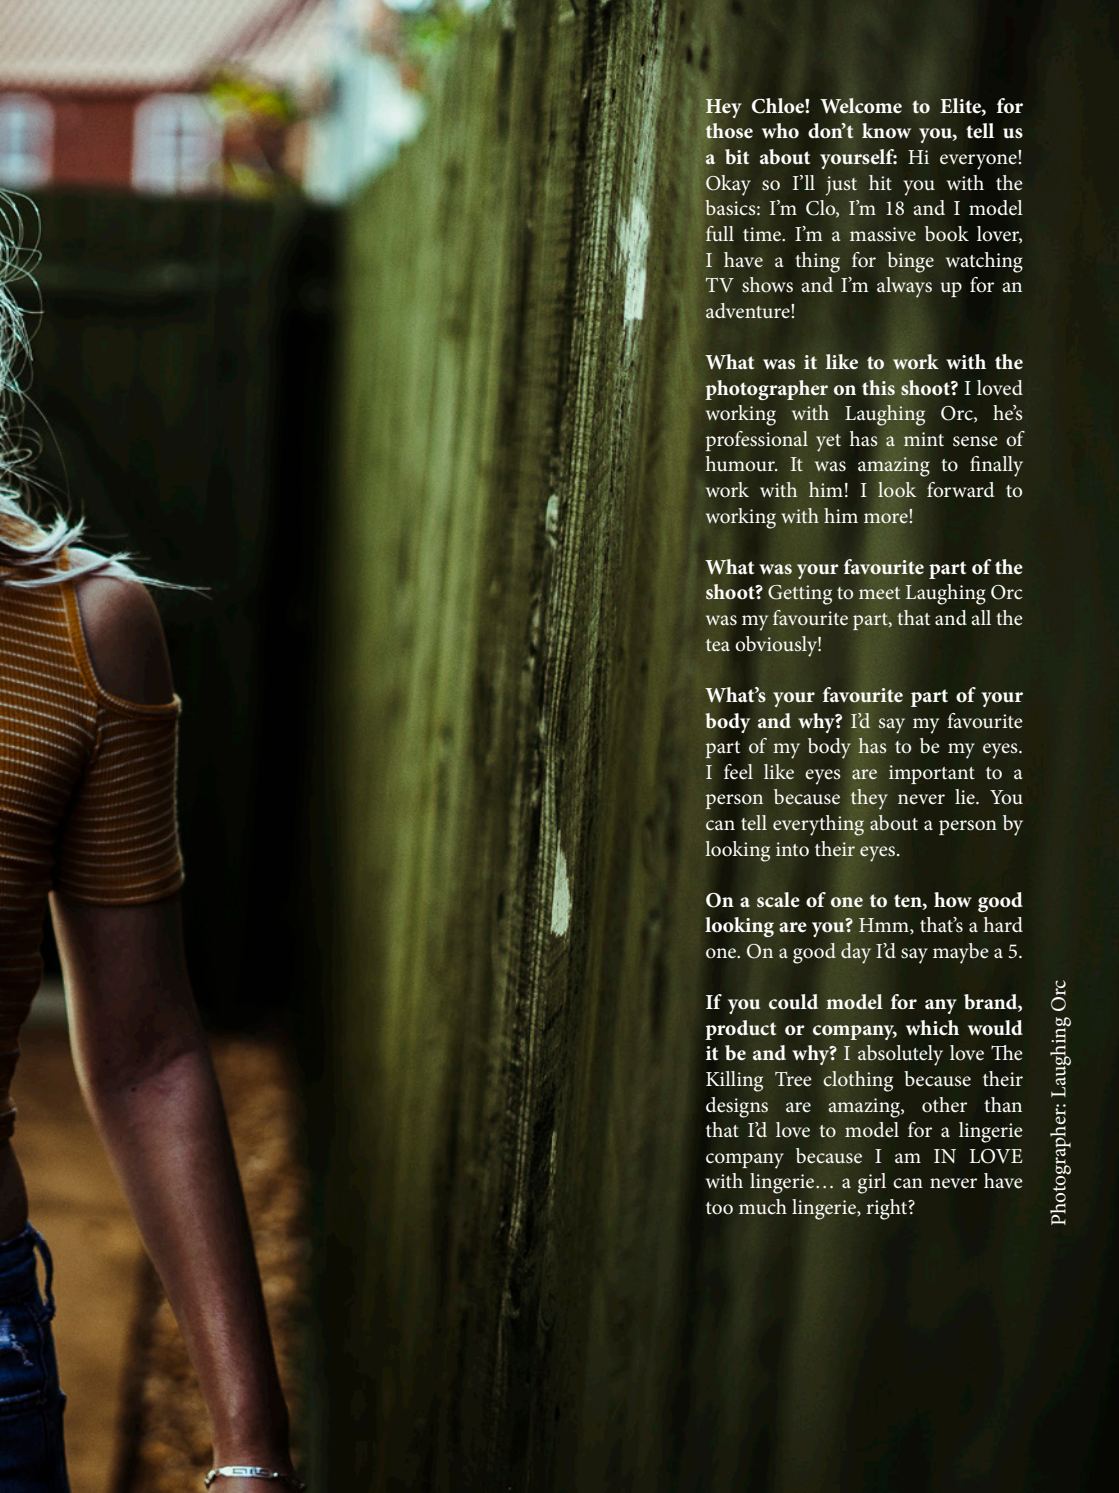 Hey Chloe! Welcome to Elite, for
those who don’t know you, tell us
a bit about yourself: Hi everyone!
Okay so I’ll just hit you with the
basics: I’m Clo, I’m 18 and I model
full time. I’m a massive book lover,
I have a thing for binge watching
TV shows and I’m always up for an
adventure!
What was it like to work with the
photographer on this shoot? I loved
working with Laughing Orc, he’s
professional yet has a mint sense of
humour. It was amazing to finally
work with him! I look forward to
working with him more!
What was your favourite part of the
shoot? Getting to meet Laughing Orc
was my favourite part, that and all the
tea obviously!
What’s your favourite part of your
body and why? I’d say my favourite
part of my body has to be my eyes.
I feel like eyes are important to a
person because they never lie. You
can tell everything about a person by
looking into their eyes.
On a scale of one to ten, how good
looking are you? Hmm, that’s a hard
one. On a good day I’d say maybe a 5.
If you could model for any brand,
product or company, which would
it be and why? I absolutely love The
Killing Tree clothing because their
designs are amazing, other than
that I’d love to model for a lingerie
company because I am IN LOVE
with lingerie… a girl can never have
too much lingerie, right?
Photographer: Laughing Orc